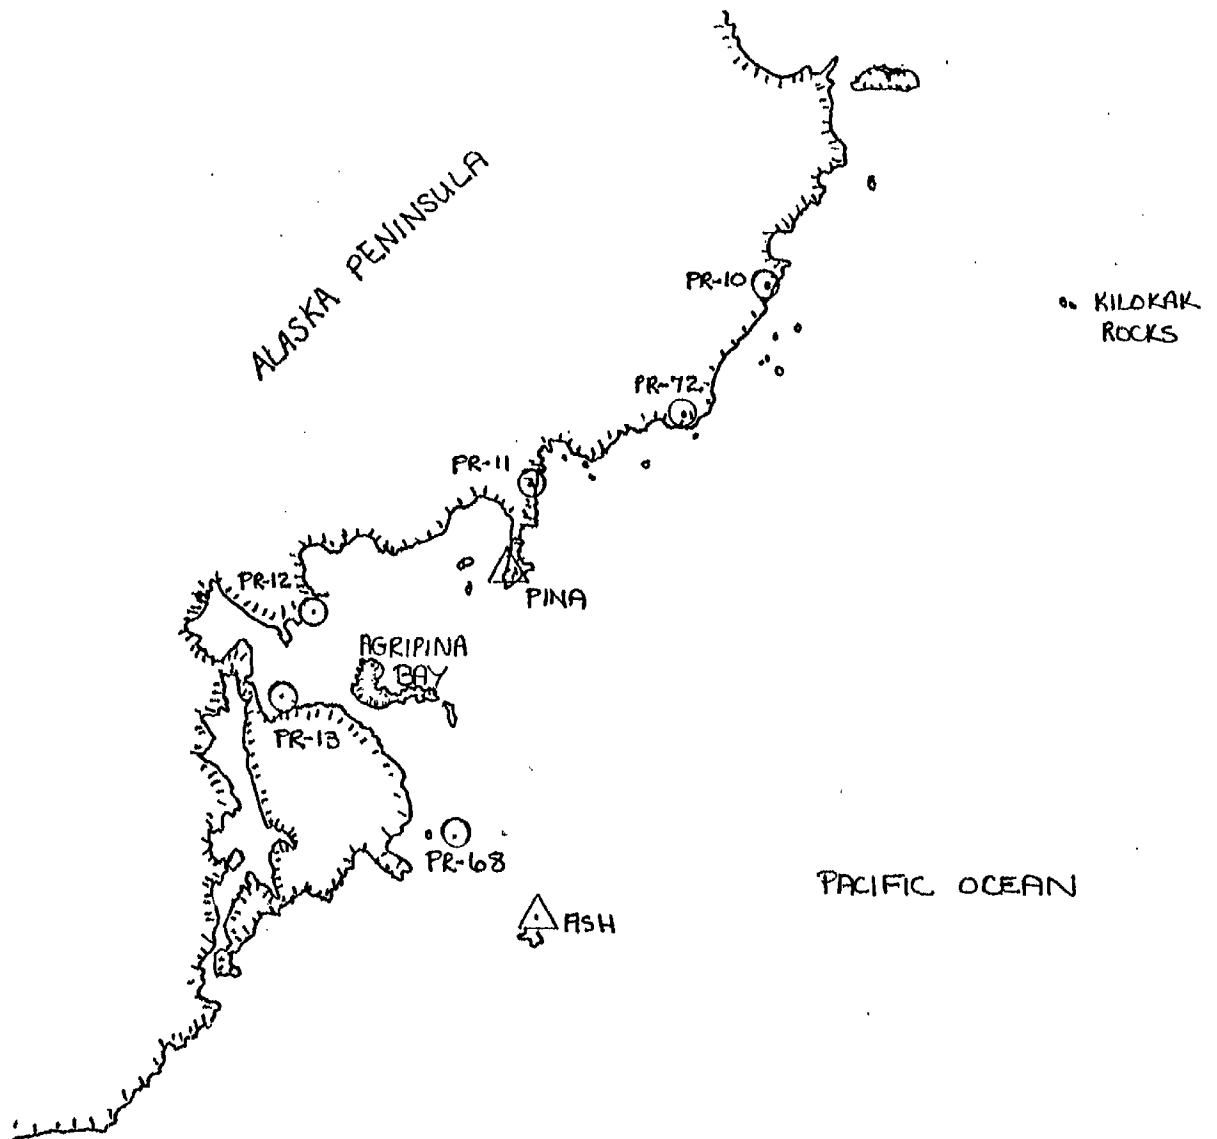 ALASKA PENINSULA
PR-10
KILOKAK
ROCKS
PR-72
PR-11
PR-12
PINA
AGRIPINA
BAY
PR-13
PR-68
PACIFIC OCEAN
ASH